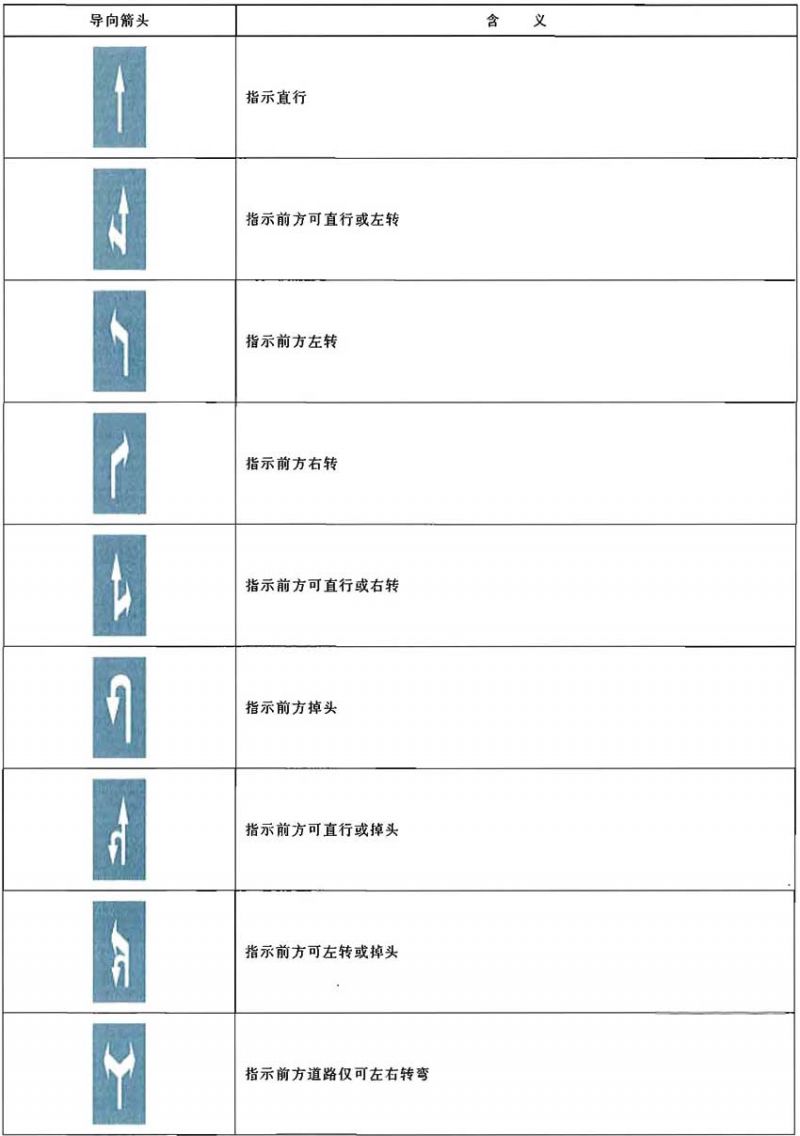 导向箭头 含 义
指示直行
指示前方可直行或左转
指示前方左转
指示前方右转
指示前方可直行或右转
指示前方掉头
指示前方可直行或掉头
指示前方可左转或掉头
指示前方道路仅可左右转弯